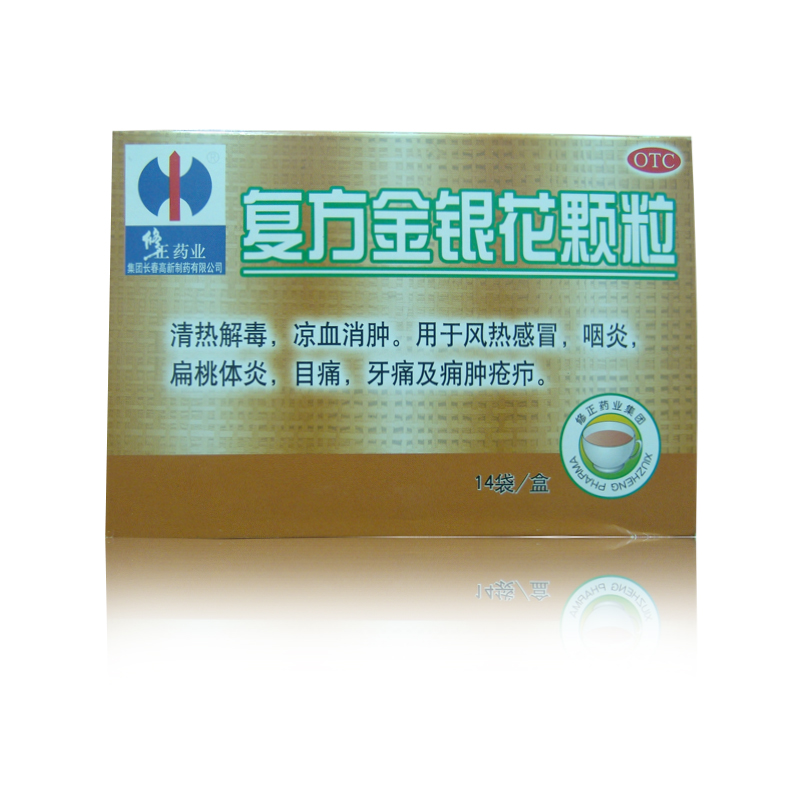 OTC
®
修正药业
集团长春高新制药有限公司
复方金银花颗粒
清热解毒，凉血消肿。用于风热感冒，咽炎，
扁桃体炎，目痛，牙痛及痈肿疮疖。
修正药业集团
XIUZHENG PHARMA
14袋/盒